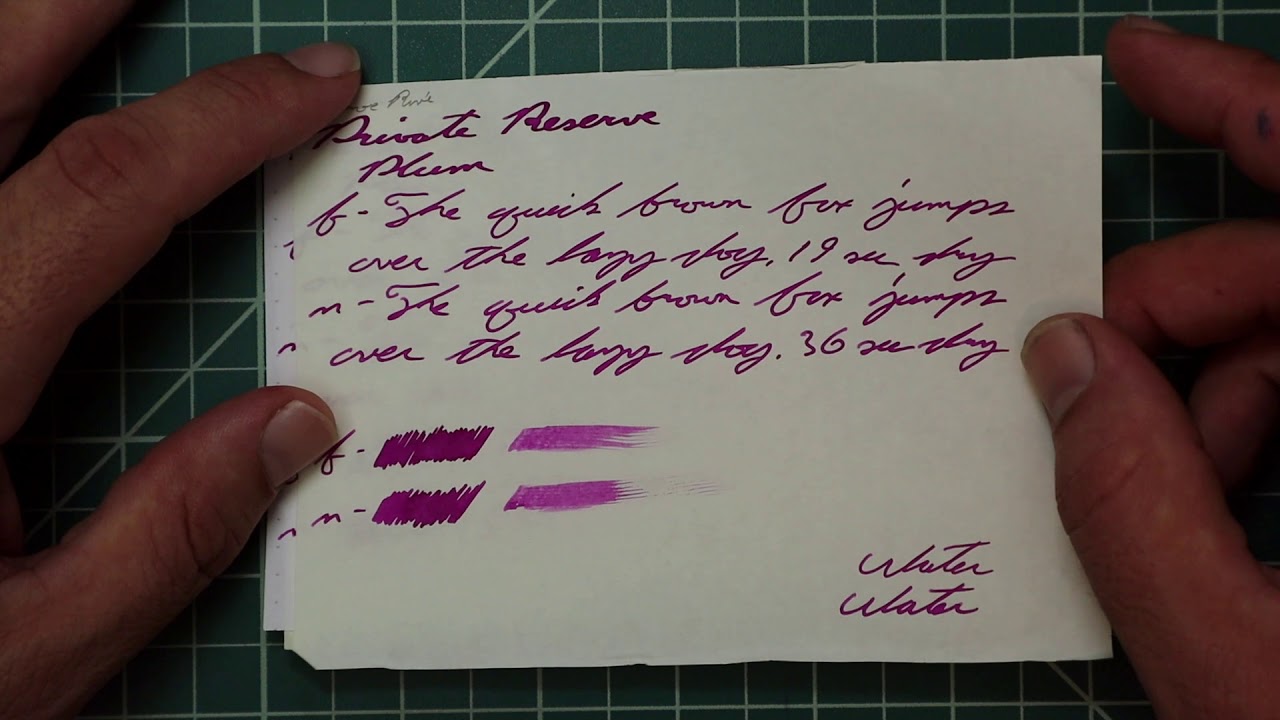 Private Reserve
Plum
f - The quick brown fox jumps
over the lazy dog. 19 sec dry
m - The quick brown fox jumps
over the lazy dog. 36 sec dry
f -
m -
Water
Water